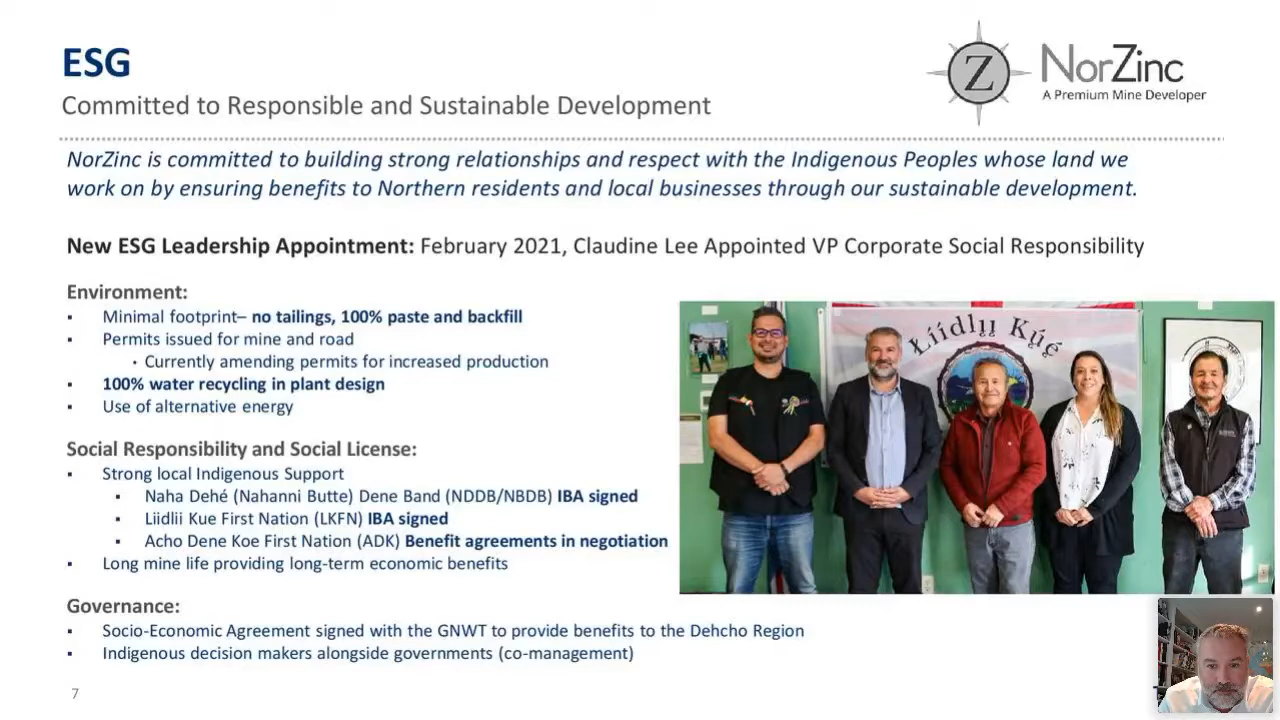 ESG
Committed to Responsible and Sustainable Development
Z
NorZinc
A Premium Mine Developer
NorZinc is committed to building strong relationships and respect with the Indigenous Peoples whose land we
work on by ensuring benefits to Northern residents and local businesses through our sustainable development.
New ESG Leadership Appointment: February 2021, Claudine Lee Appointed VP Corporate Social Responsibility
Environment:
▪ Minimal footprint– no tailings, 100% paste and backfill
▪ Permits issued for mine and road
▪ Currently amending permits for increased production
▪ 100% water recycling in plant design
▪ Use of alternative energy
Social Responsibility and Social License:
▪ Strong local Indigenous Support
▪ Naha Dehé (Nahanni Butte) Dene Band (NDDB/NBDB) IBA signed
▪ Liidlii Kue First Nation (LKFN) IBA signed
▪ Acho Dene Koe First Nation (ADK) Benefit agreements in negotiation
▪ Long mine life providing long-term economic benefits
Governance:
▪ Socio-Economic Agreement signed with the GNWT to provide benefits to the Dehcho Region
▪ Indigenous decision makers alongside governments (co-management)
Łíídlįį Kų́ę́
7